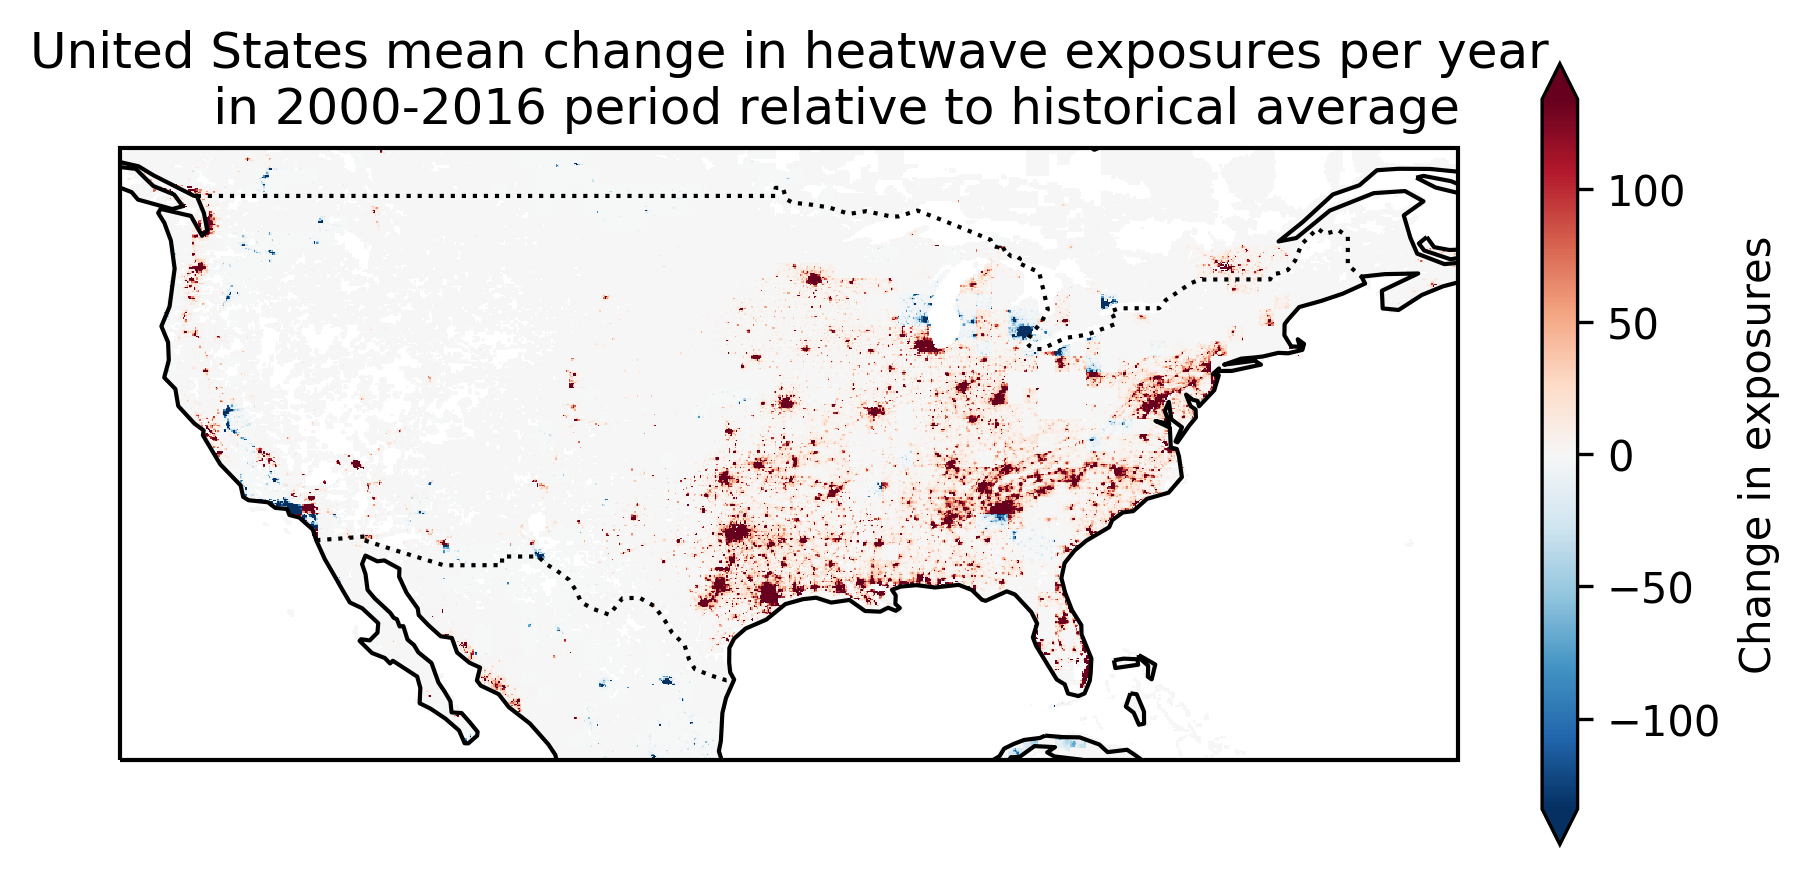 United States mean change in heatwave exposures per year
in 2000-2016 period relative to historical average
100
50
0
−50
−100
Change in exposures